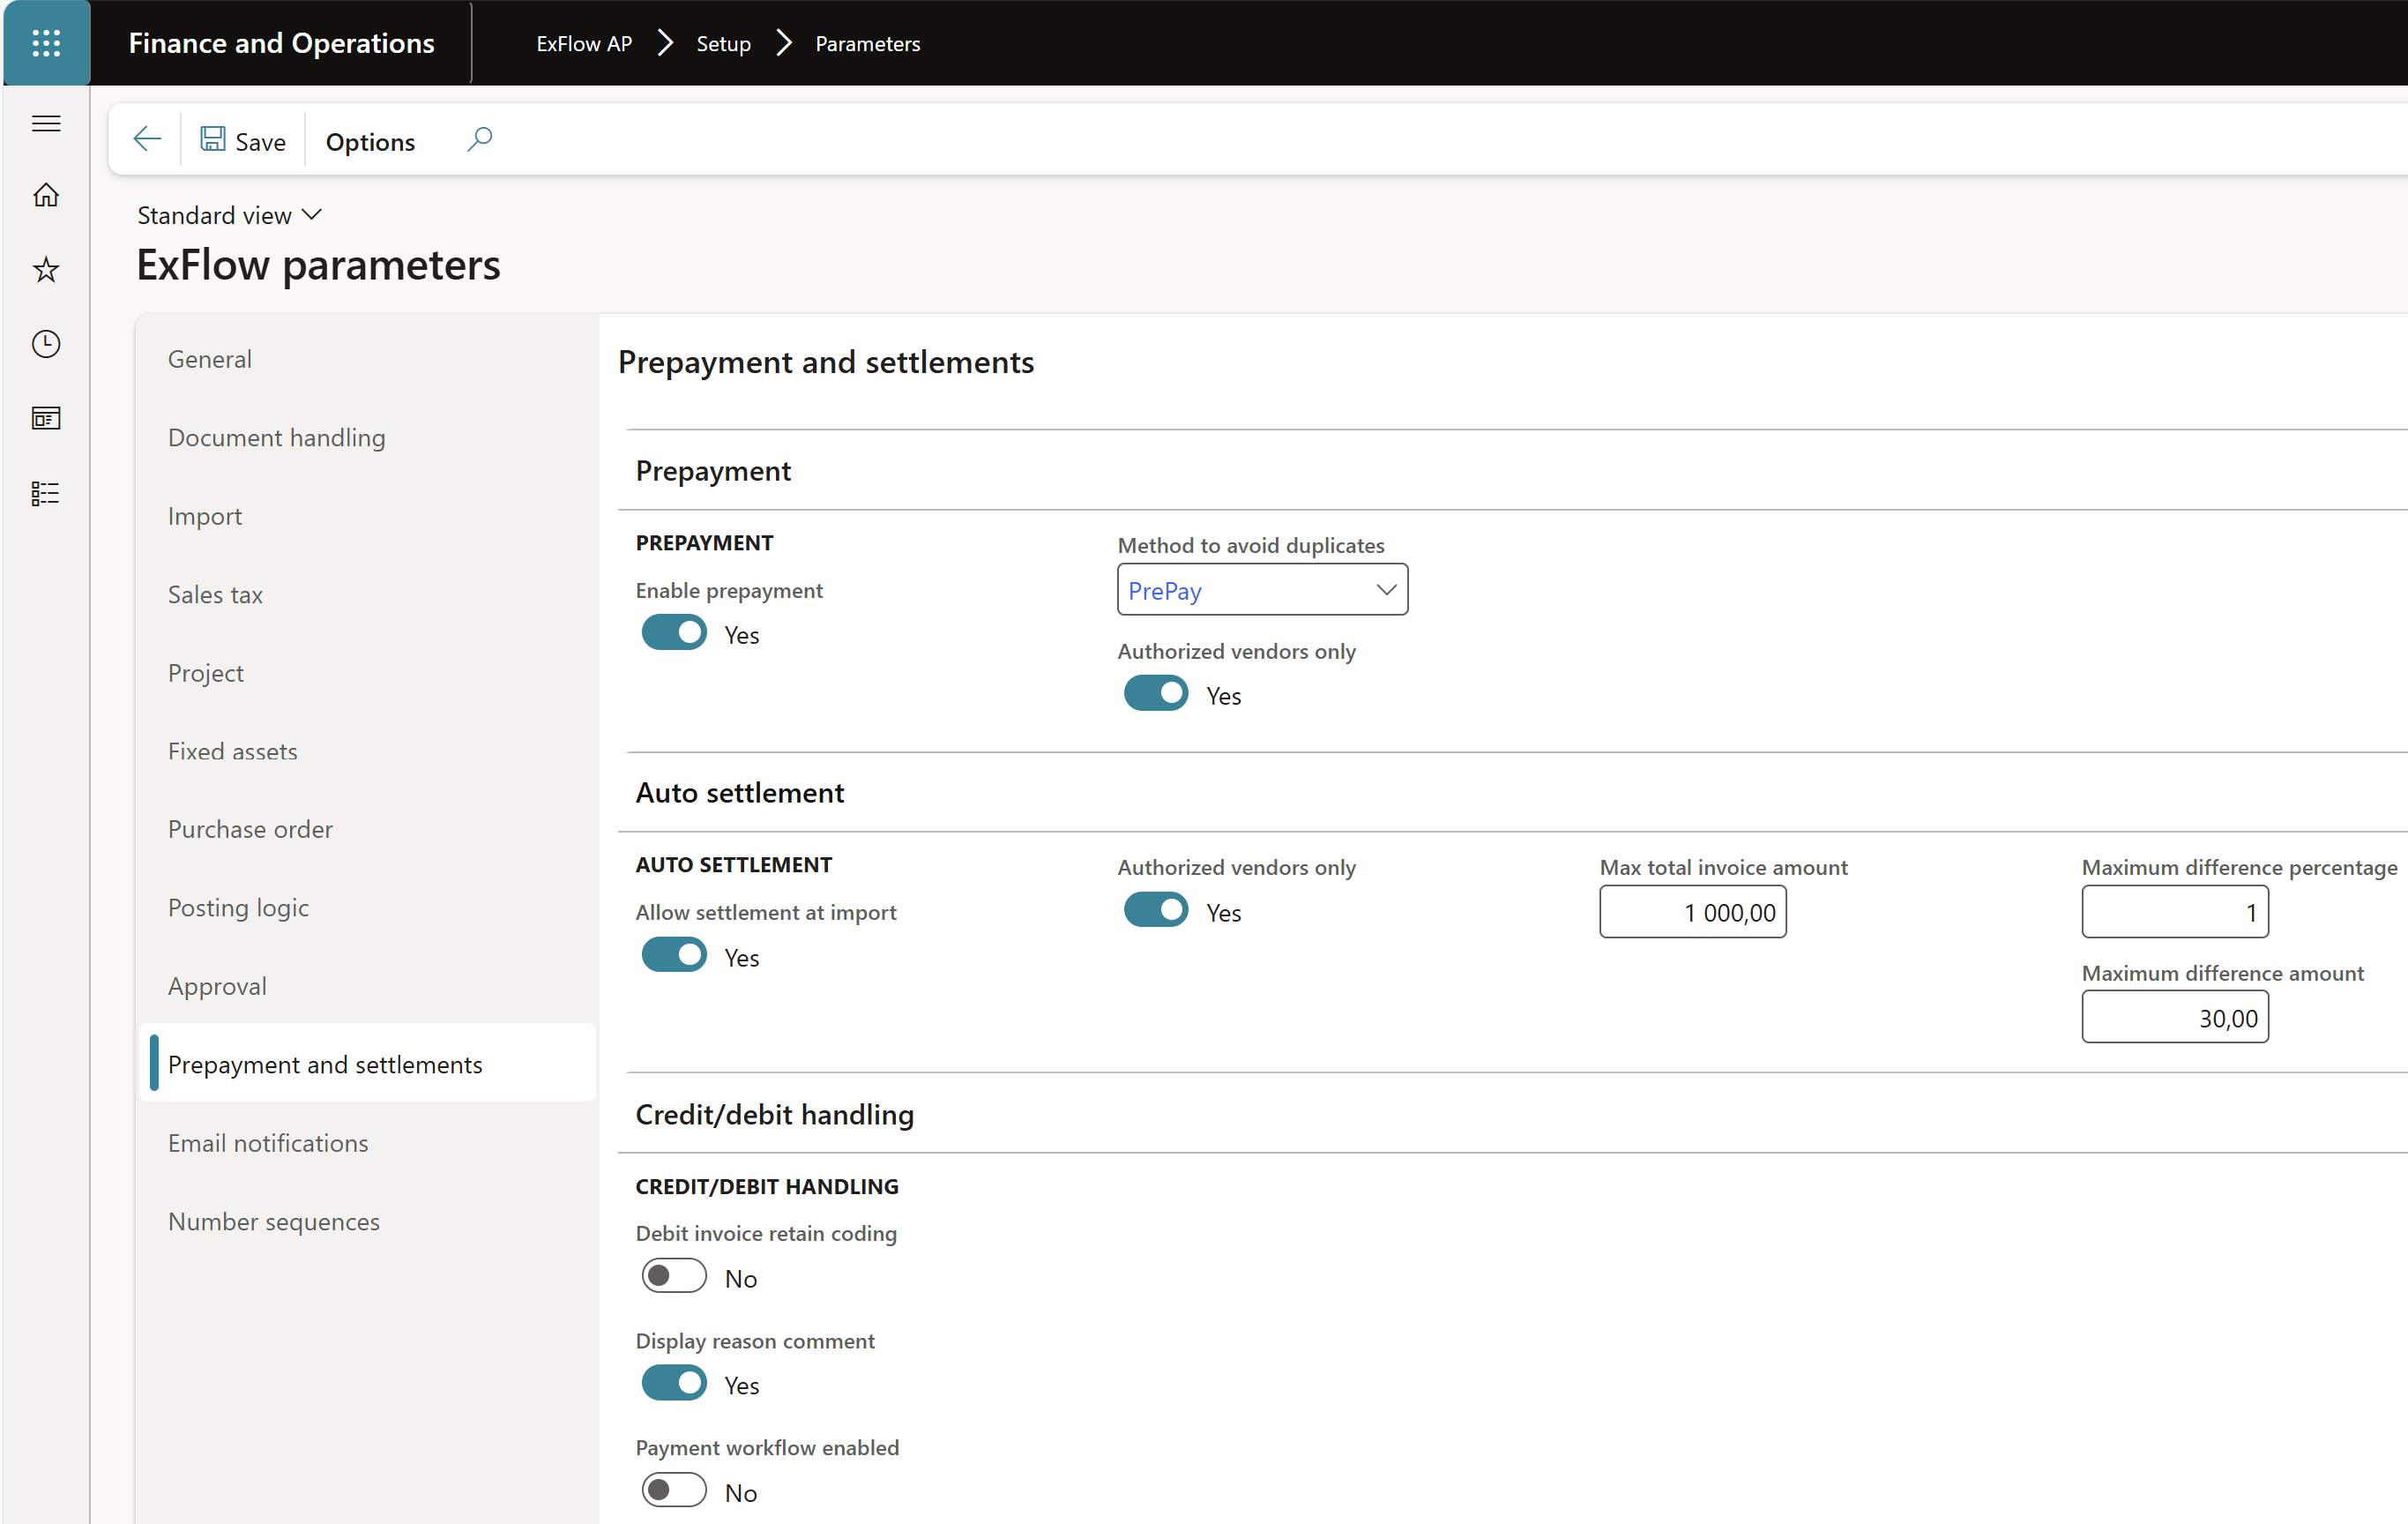 Finance and Operations
ExFlow AP > Setup > Parameters
Save
Options
Standard view
ExFlow parameters
General
Document handling
Import
Sales tax
Project
Fixed assets
Purchase order
Posting logic
Approval
Prepayment and settlements
Email notifications
Number sequences
Prepayment and settlements
Prepayment
PREPAYMENT
Enable prepayment
Yes
Method to avoid duplicates
PrePay
Authorized vendors only
Yes
Auto settlement
AUTO SETTLEMENT
Allow settlement at import
Yes
Authorized vendors only
Yes
Max total invoice amount
1 000,00
Maximum difference percentage
1
Maximum difference amount
30,00
Credit/debit handling
CREDIT/DEBIT HANDLING
Debit invoice retain coding
No
Display reason comment
Yes
Payment workflow enabled
No